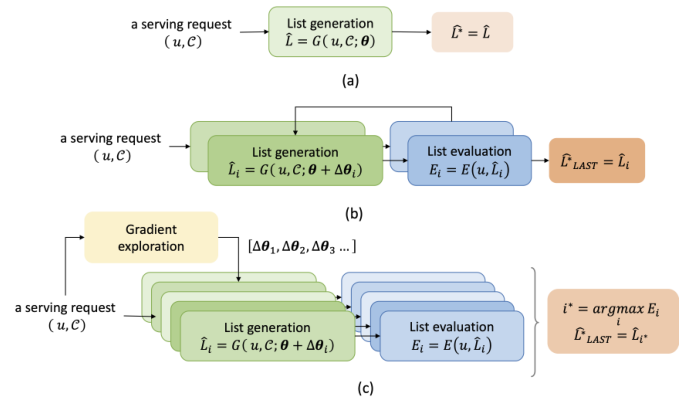 a serving request
( u, C)
List generation
L̂ = G( u, C; θ)
L̂* = L̂
(a)
a serving request
( u, C)
List generation
L̂ᵢ = G( u, C; θ + Δθᵢ)
List evaluation
Eᵢ = E(u, L̂ᵢ)
L̂*LAST = L̂ᵢ
(b)
Gradient
exploration
[Δθ₁, Δθ₂, Δθ₃ ... ]
a serving request
( u, C)
List generation
L̂ᵢ = G( u, C; θ + Δθᵢ)
List evaluation
Eᵢ = E(u, L̂ᵢ)
i* = argmax Eᵢ
i
L̂*LAST = L̂ᵢ*
(c)